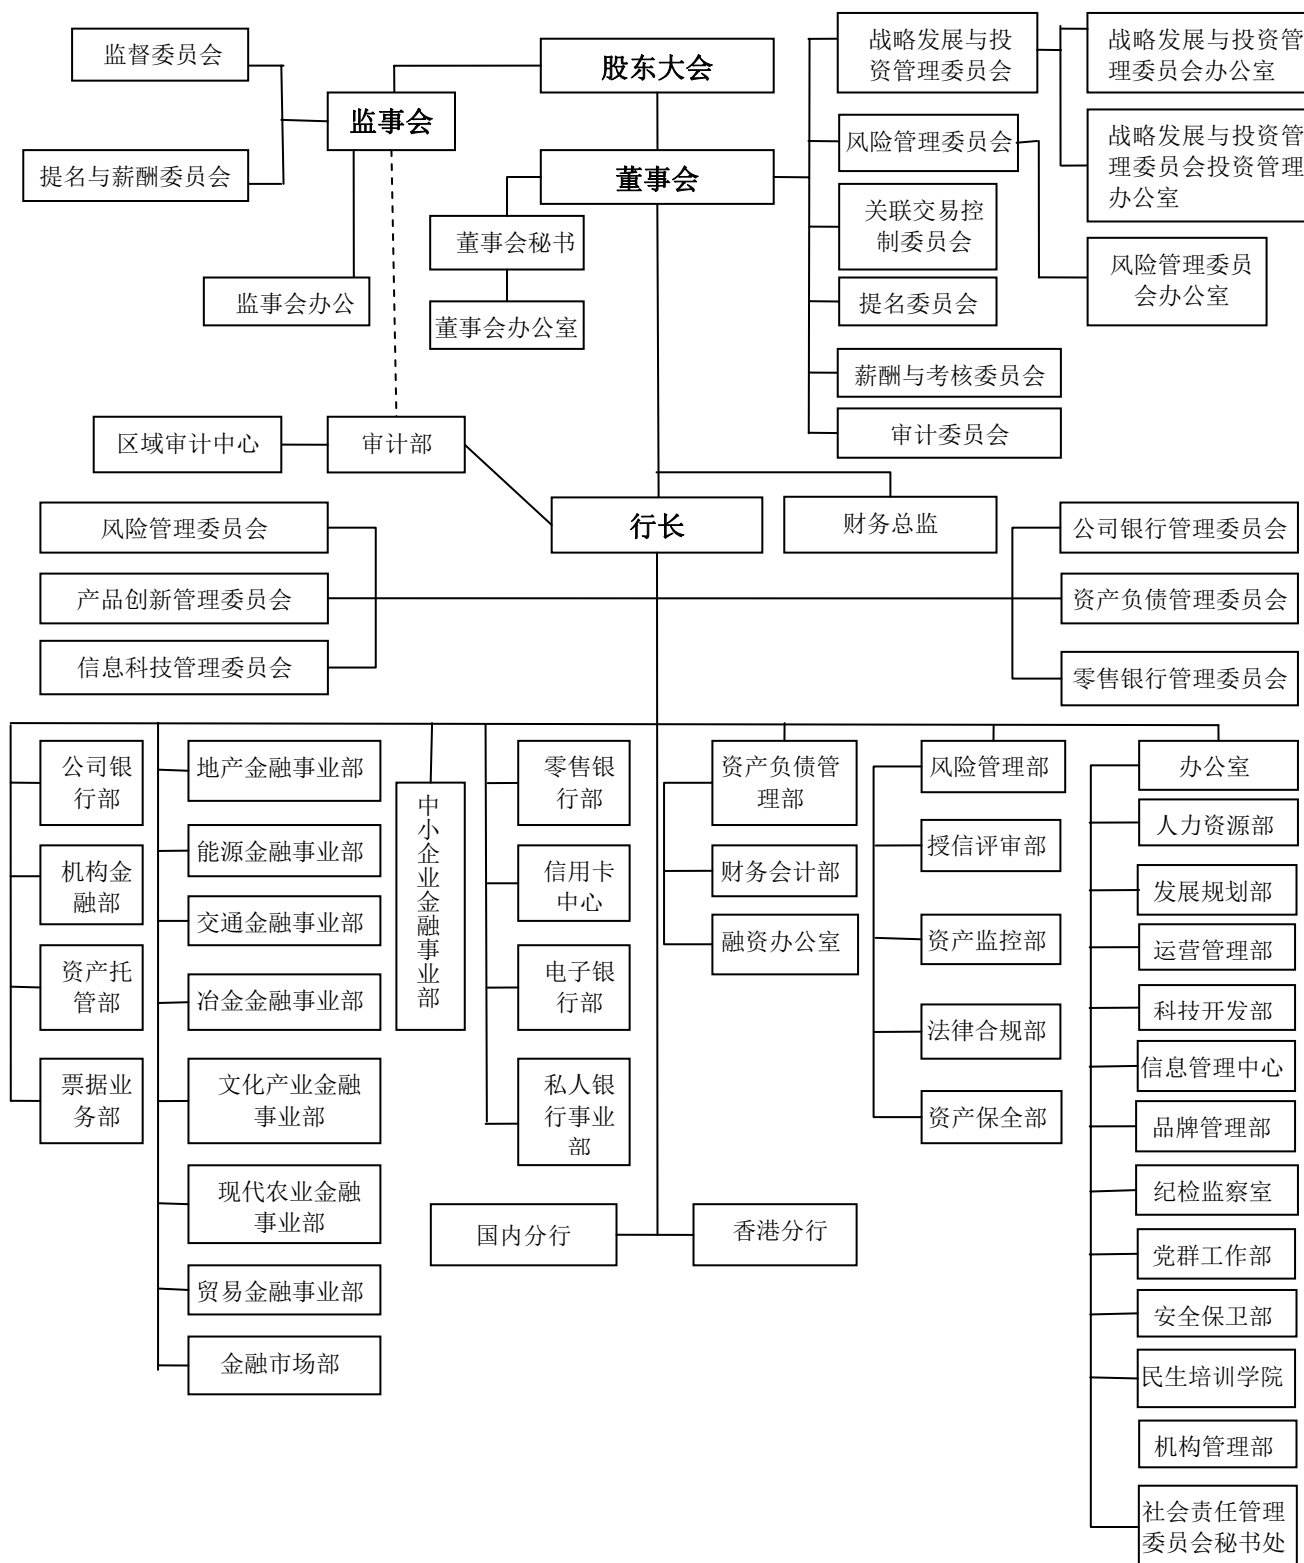 监督委员会
股东大会
战略发展与投
资管理委员会
战略发展与投资管
理委员会办公室
监事会
风险管理委员会
战略发展与投资管
理委员会投资管理
办公室
提名与薪酬委员会
董事会
关联交易控
制委员会
董事会秘书
风险管理委员
会办公室
监事会办公
董事会办公室
提名委员会
薪酬与考核委员会
区域审计中心
审计部
审计委员会
风险管理委员会
行长
财务总监
公司银行管理委员会
产品创新管理委员会
资产负债管理委员会
信息科技管理委员会
零售银行管理委员会
公司银
行部
机构金
融部
资产托
管部
票据业
务部
地产金融事业部
能源金融事业部
交通金融事业部
冶金金融事业部
文化产业金融
事业部
现代农业金融
事业部
贸易金融事业部
金融市场部
中小企业金融事业部
零售银
行部
信用卡
中心
电子银
行部
私人银
行事业
部
资产负债管
理部
财务会计部
融资办公室
风险管理部
授信评审部
资产监控部
法律合规部
资产保全部
办公室
人力资源部
发展规划部
运营管理部
科技开发部
信息管理中心
品牌管理部
纪检监察室
党群工作部
安全保卫部
民生培训学院
机构管理部
社会责任管理
委员会秘书处
国内分行
香港分行